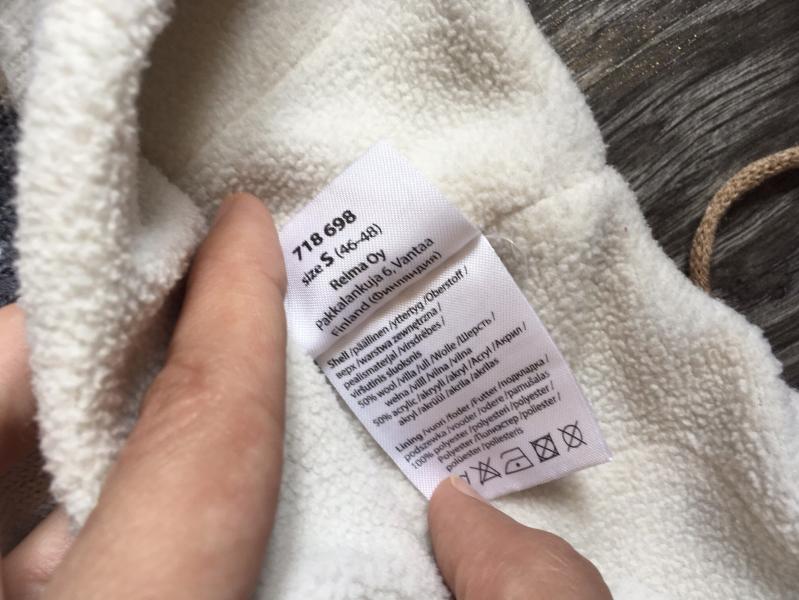 718 698
size S (46-48)
Reima Oy
Pakkalankuja 6, Vantaa
Finland (Финляндия)
Shell /päällinen /yttertyg /Oberstoff /
верх /warstwa zewnętrzna /
pealismaterjal /virsdrēbes /
viršutinis sluoksnis
50% wool /villa /ull /Wolle /Шерсть /
wełna /vill /vilna /vilna
50% acrylic /akryyli /akryl /Acryl /Акрил /
akryl /akrüül /akrils /akrilas
Lining /vuori /foder /Futter /подкладка /
podszewka /vooder /odere /pamušalas
100% polyester /polyesteri /polyester /
Polyester /Полиэстер /poliester /
polüester /poliesteris